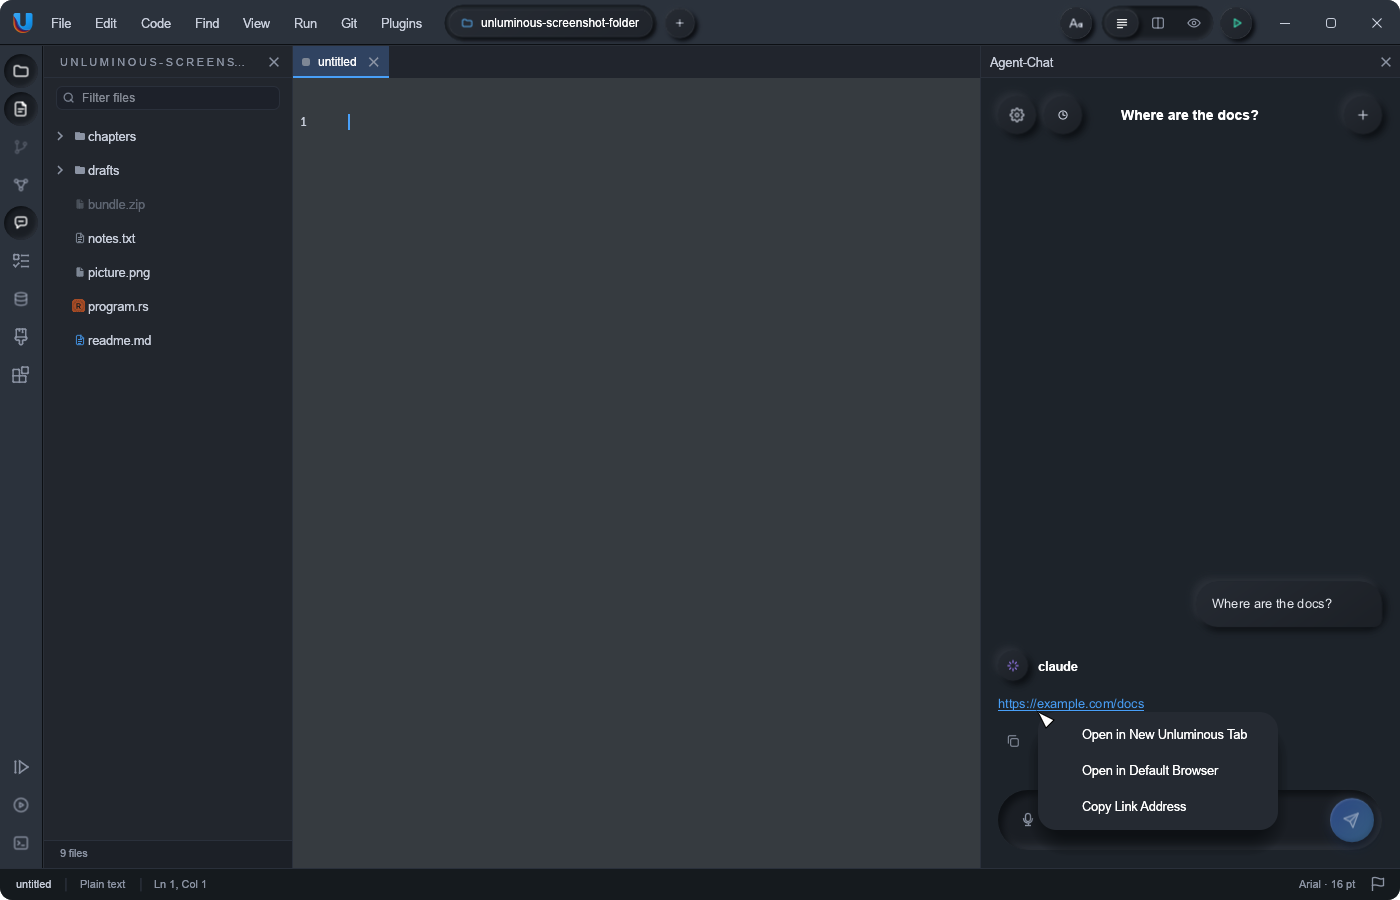 File Edit Code Find View Run Git Plugins unluminous-screenshot-folder
UNLUMINOUS-SCREENS...
untitled
Agent-Chat
Filter files
Where are the docs?
1
chapters
drafts
bundle.zip
notes.txt
picture.png
program.rs
readme.md
Where are the docs?
claude
https://example.com/docs
Open in New Unluminous Tab
Open in Default Browser
Copy Link Address
9 files
untitled Plain text Ln 1, Col 1 Arial · 16 pt